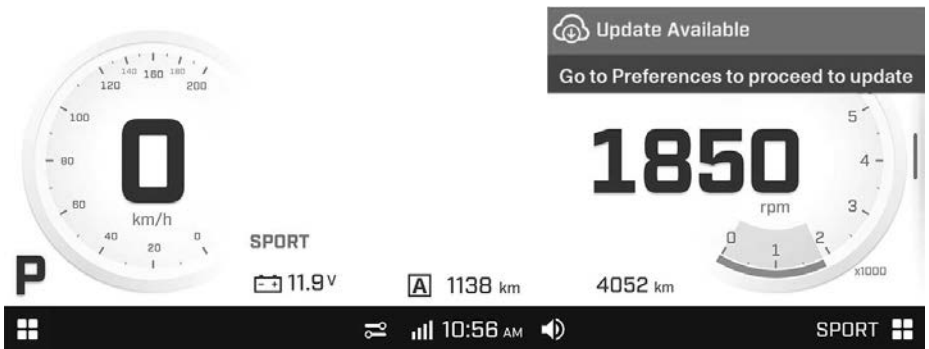 Update Available
Go to Preferences to proceed to update
140 160 180
120 200
100
80
60
40 20 0
0
km/h
5
4
3
0 1 2
x1000
1850
rpm
P
SPORT
11.9 V
A 1138 km
4052 km
10:56 AM
SPORT